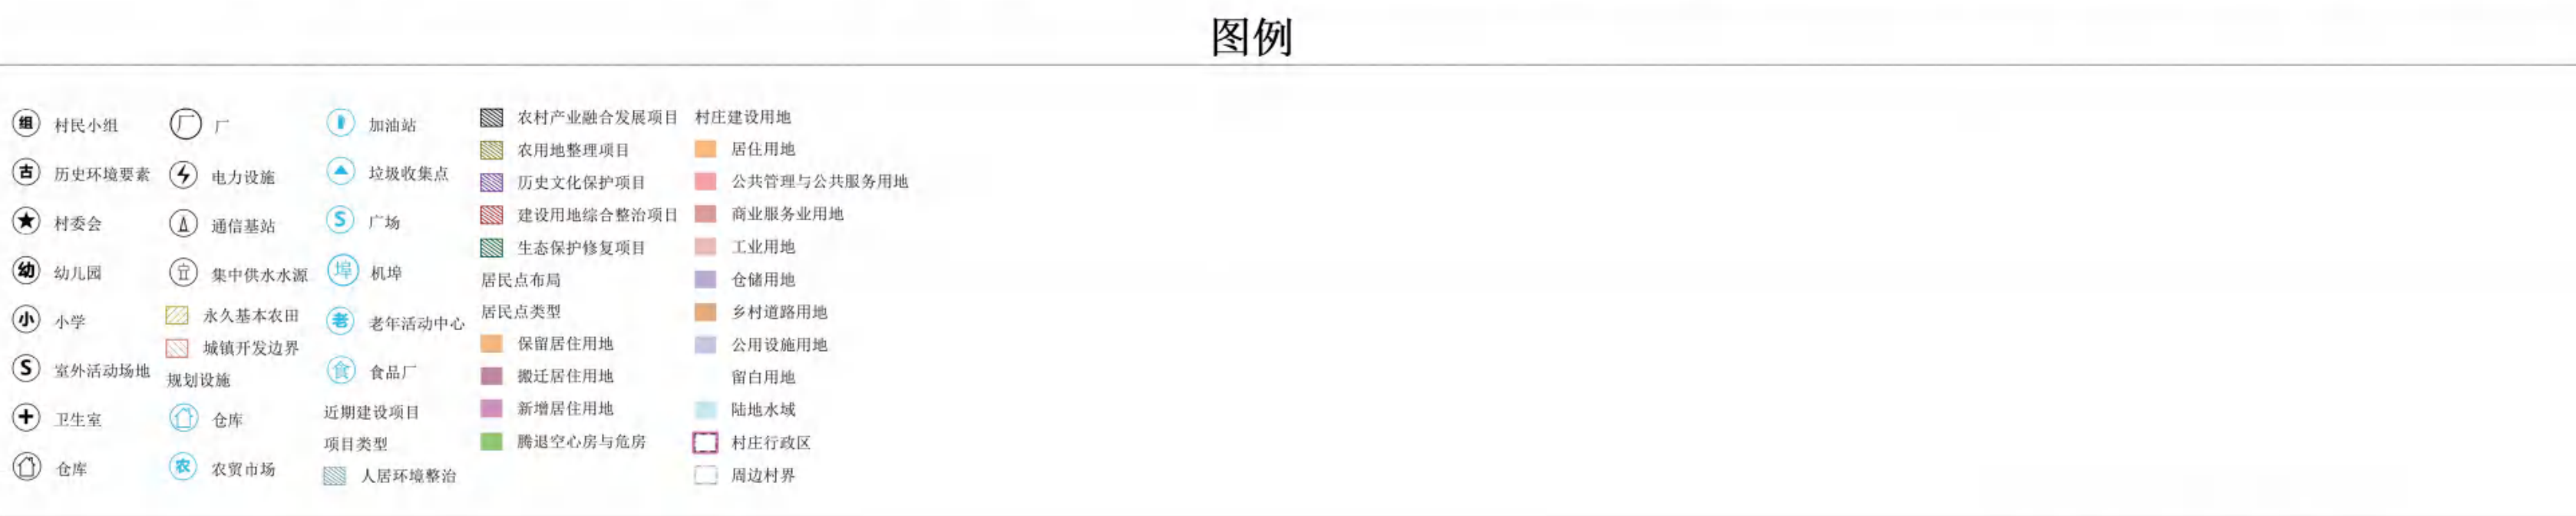 图例
组 村民小组
古 历史环境要素
村委会
幼 幼儿园
小 小学
S 室外活动场地
卫生室
仓库
厂 厂
电力设施
通信基站
宜 集中供水水源
永久基本农田
城镇开发边界
规划设施
仓库
农 农贸市场
加油站
垃圾收集点
S 广场
埠 机埠
老 老年活动中心
食 食品厂
近期建设项目
项目类型
人居环境整治
农村产业融合发展项目
农用地整理项目
历史文化保护项目
建设用地综合整治项目
生态保护修复项目
居民点布局
居民点类型
保留居住用地
搬迁居住用地
新增居住用地
腾退空心房与危房
村庄建设用地
居住用地
公共管理与公共服务用地
商业服务业用地
工业用地
仓储用地
乡村道路用地
公用设施用地
留白用地
陆地水域
村庄行政区
周边村界